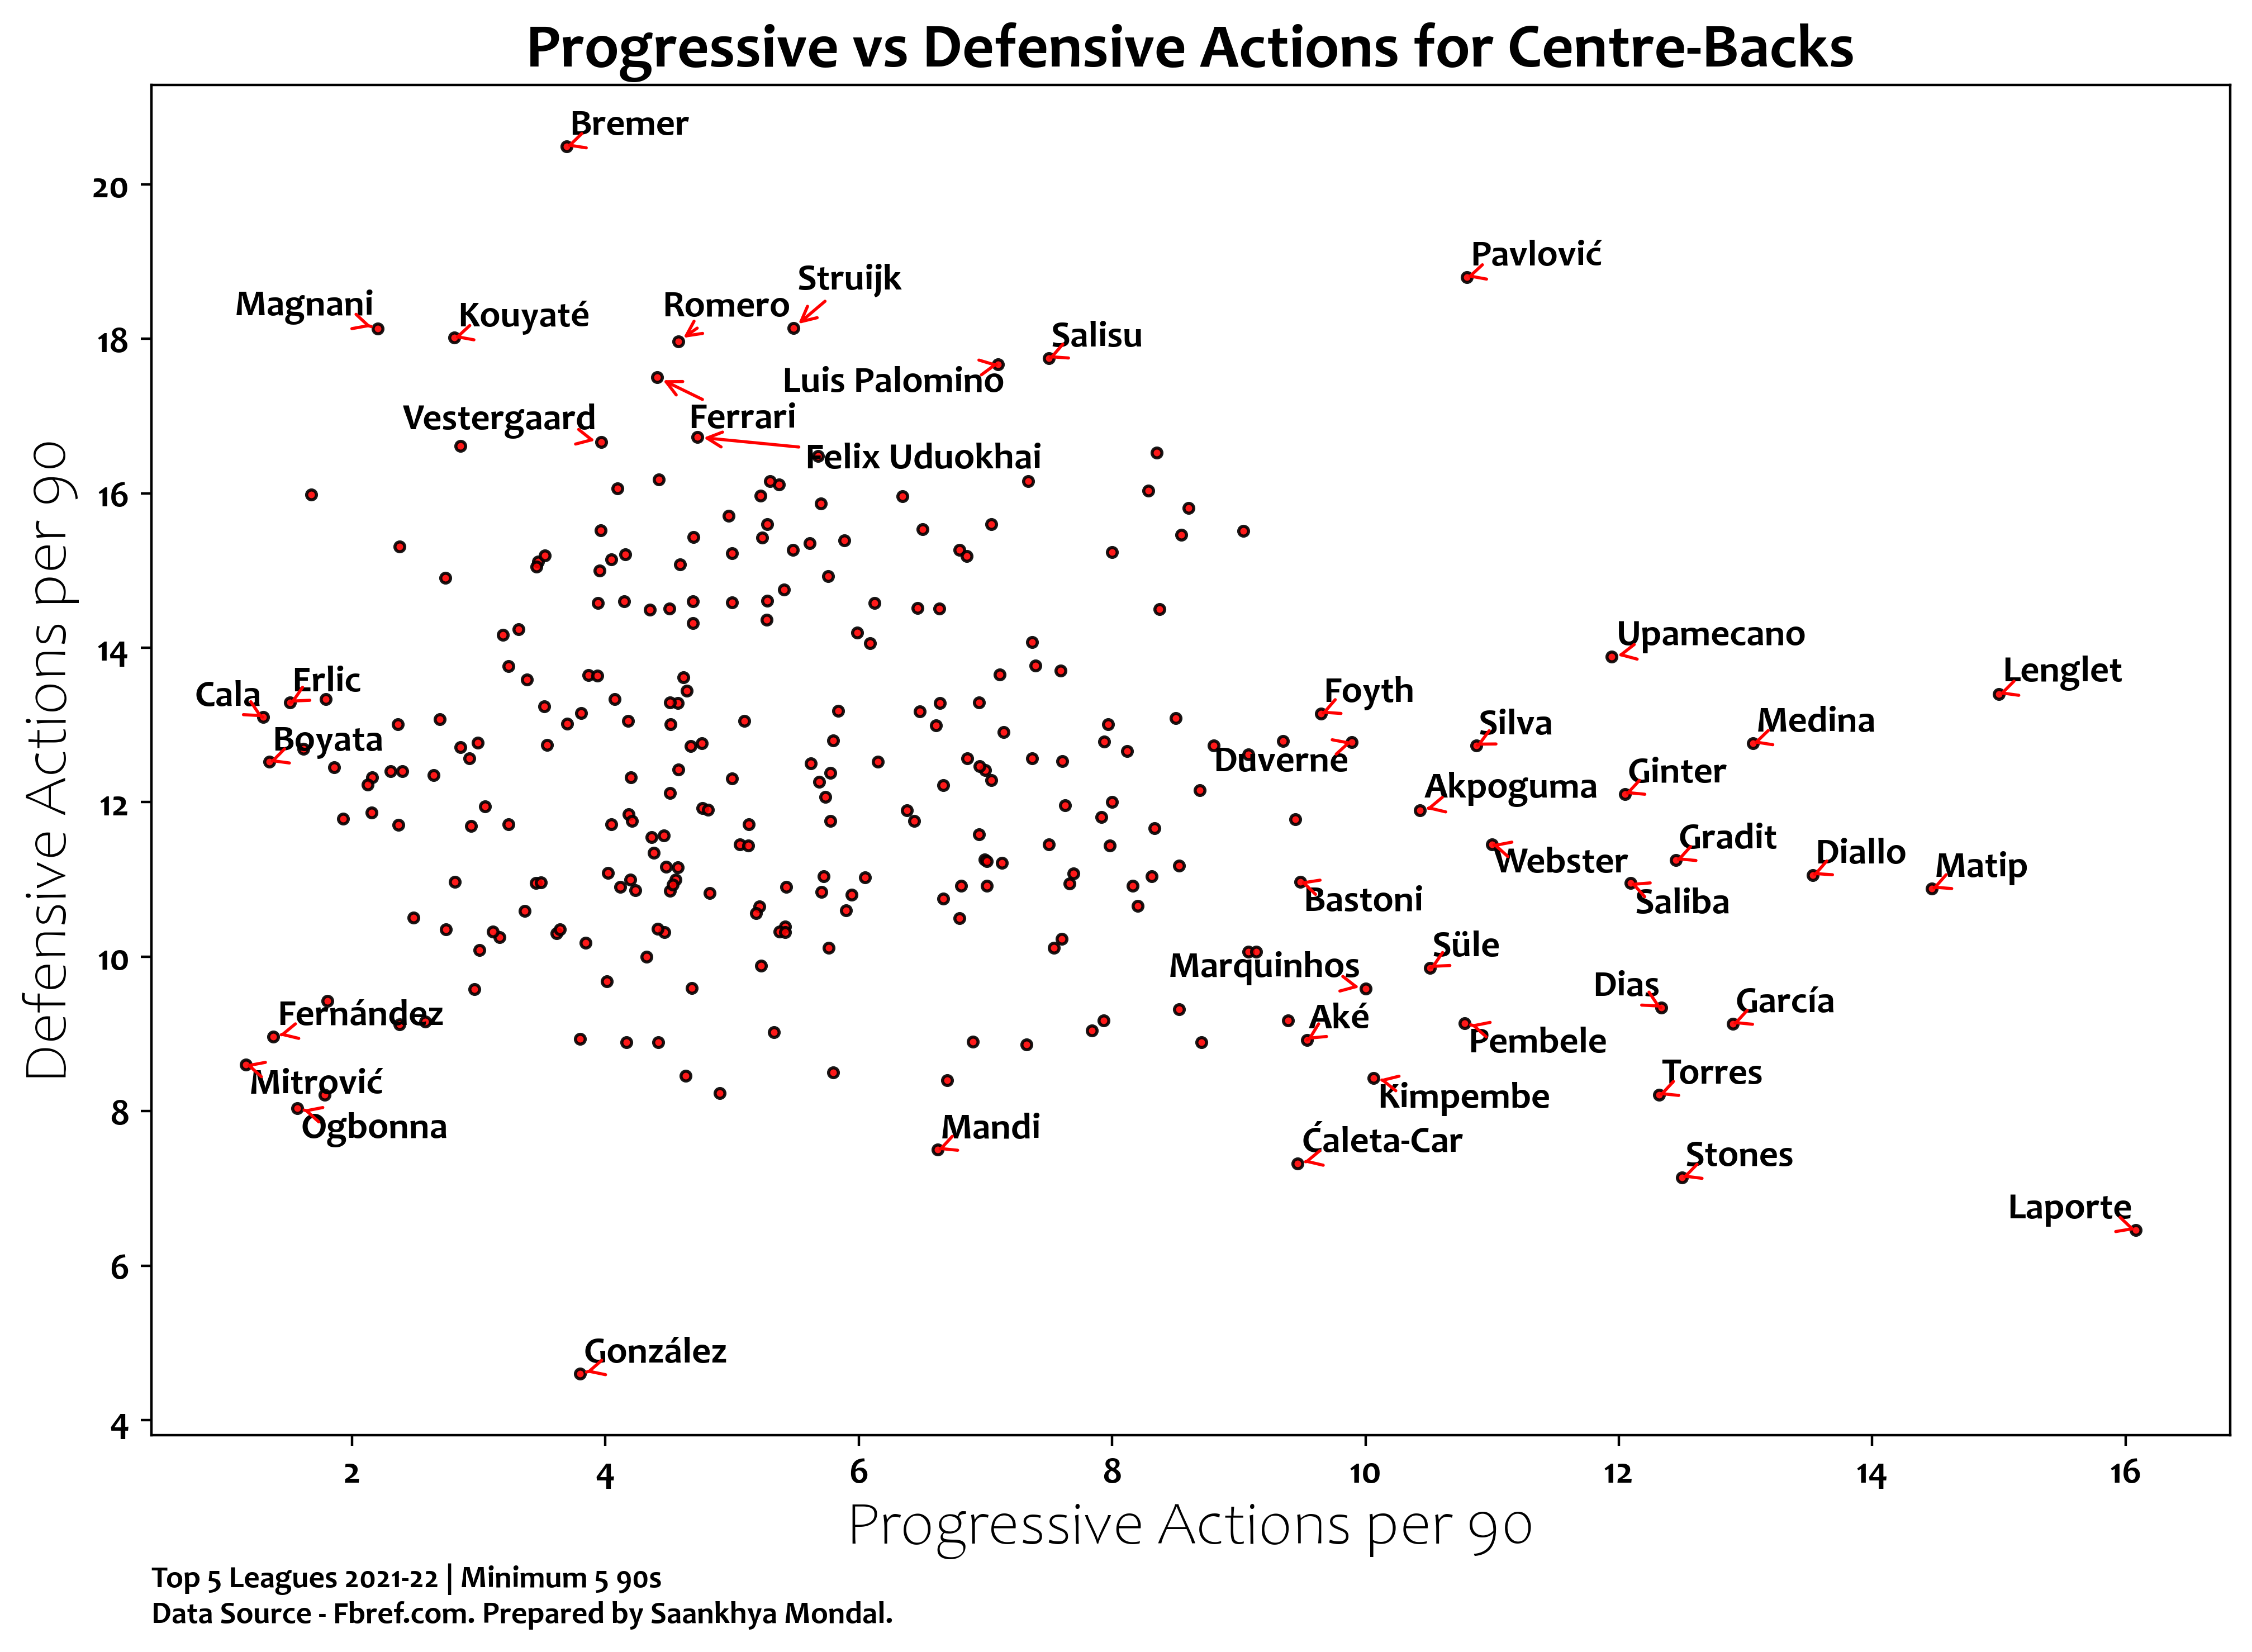 Progressive vs Defensive Actions for Centre-Backs
Bremer
20
Pavlović
Struijk
Magnani
Kouyaté
Romero
18
Salisu
Luis Palomino
Vestergaard
Ferrari
Felix Uduokhai
16
Defensive Actions per 90
14
Upamecano
Cala
Erlic
Foyth
Lenglet
Boyata
Silva
Medina
Duverne
Ginter
12
Akpoguma
Gradit
Webster
Diallo
Matip
Bastoni
Saliba
10
Marquinhos
Süle
Dias
García
Fernández
Aké
Pembele
Mitrović
Torres
8
Kimpembe
Ogbonna
Mandi
Ćaleta-Car
Stones
Laporte
6
González
4
2 4 6 8 10 12 14 16
Progressive Actions per 90
Top 5 Leagues 2021-22 | Minimum 5 90s
Data Source - Fbref.com. Prepared by Saankhya Mondal.